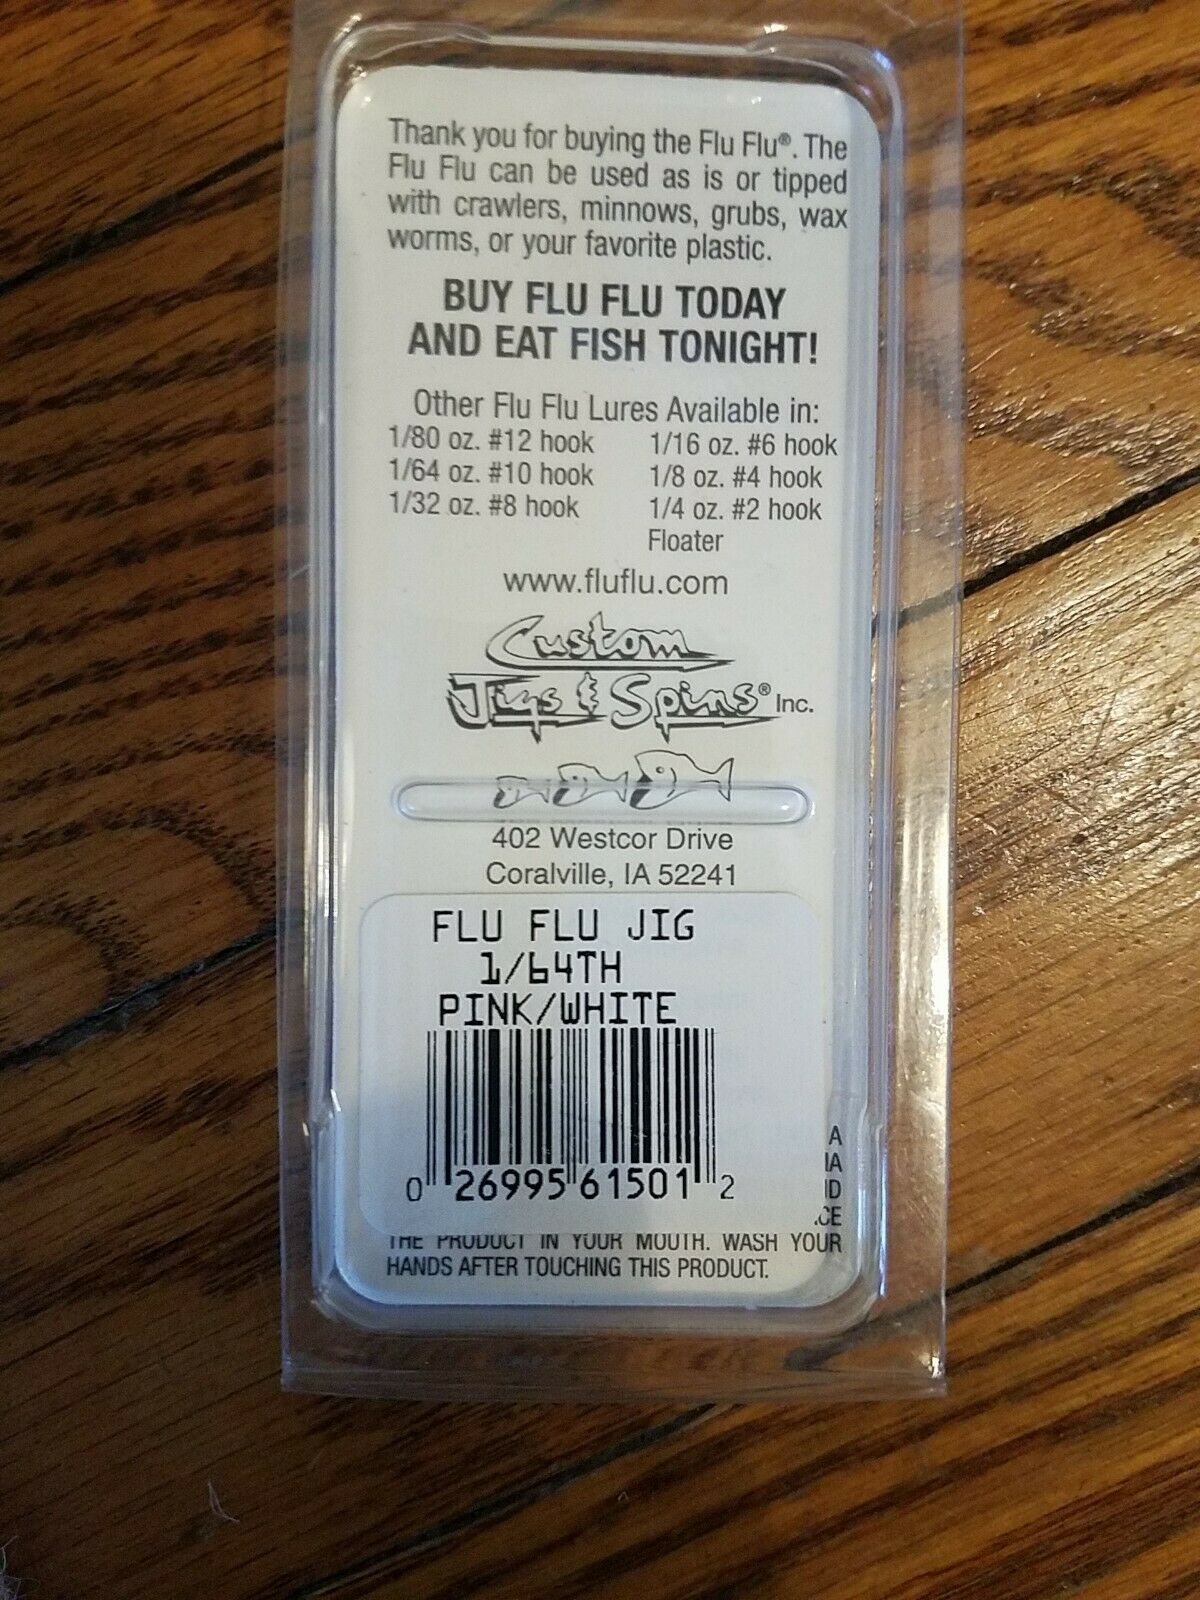 Thank you for buying the Flu Flu®. The
Flu Flu can be used as is or tipped
with crawlers, minnows, grubs, wax
worms, or your favorite plastic.
BUY FLU FLU TODAY
AND EAT FISH TONIGHT!
Other Flu Flu Lures Available in:
1/80 oz. #12 hook 1/16 oz. #6 hook
1/64 oz. #10 hook 1/8 oz. #4 hook
1/32 oz. #8 hook 1/4 oz. #2 hook
Floater
www.fluflu.com
Custom
Jigs & Spins® Inc.
402 Westcor Drive
Coralville, IA 52241
FLU FLU JIG
1/64TH
PINK/WHITE
0 26995 61501 2
THE PRODUCT IN YOUR MOUTH. WASH YOUR
HANDS AFTER TOUCHING THIS PRODUCT.